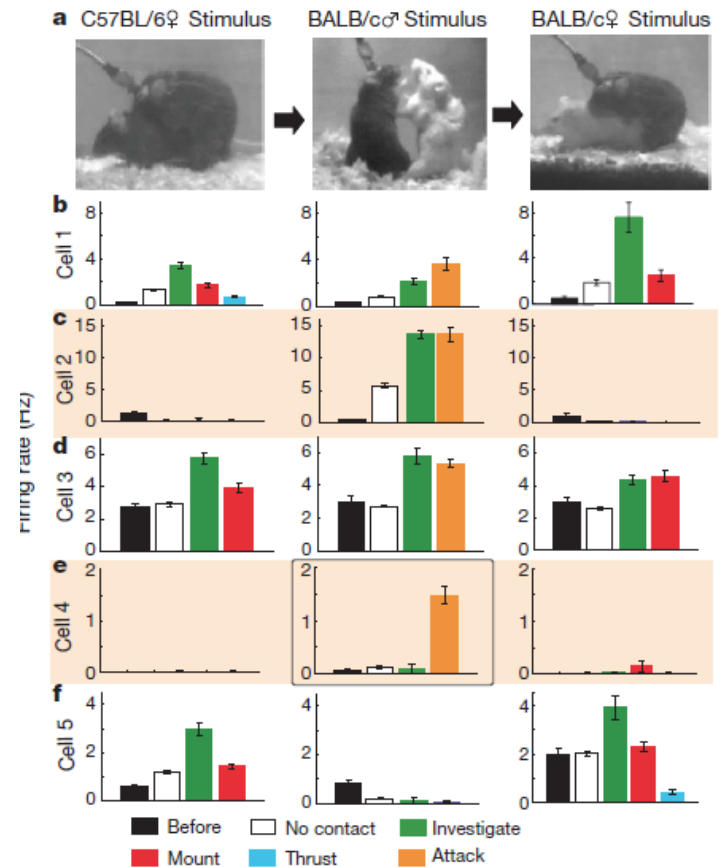 a C57BL/6♀ Stimulus BALB/c♂ Stimulus BALB/c♀ Stimulus
b
Cell 1
8 4 0
8 4 0
8 4 0
c
Cell 2
15 10 5 0
15 10 5 0
15 10 5 0
d
Cell 3
6 4 2 0
6 4 2 0
6 4 2 0
e
Cell 4
2 1 0
2 1 0
2 1 0
f
Cell 5
4 2 0
4 2 0
4 2 0
Firing rate (Hz)
Before No contact Investigate
Mount Thrust Attack